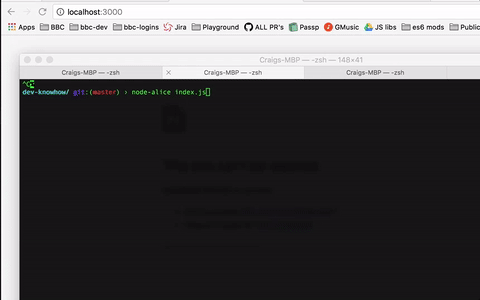 localhost:3000
Apps BBC bbc-dev bbc-logins Jira Playground ALL PR's Passp GMusic JS libs es6 mods Public
Craigs-MBP — -zsh — 148×41
Craigs-MBP — -zsh × Craigs-MBP — -zsh Craigs-MBP — -zsh
^C
dev-knowhow/ git:(master) › node-alice index.js